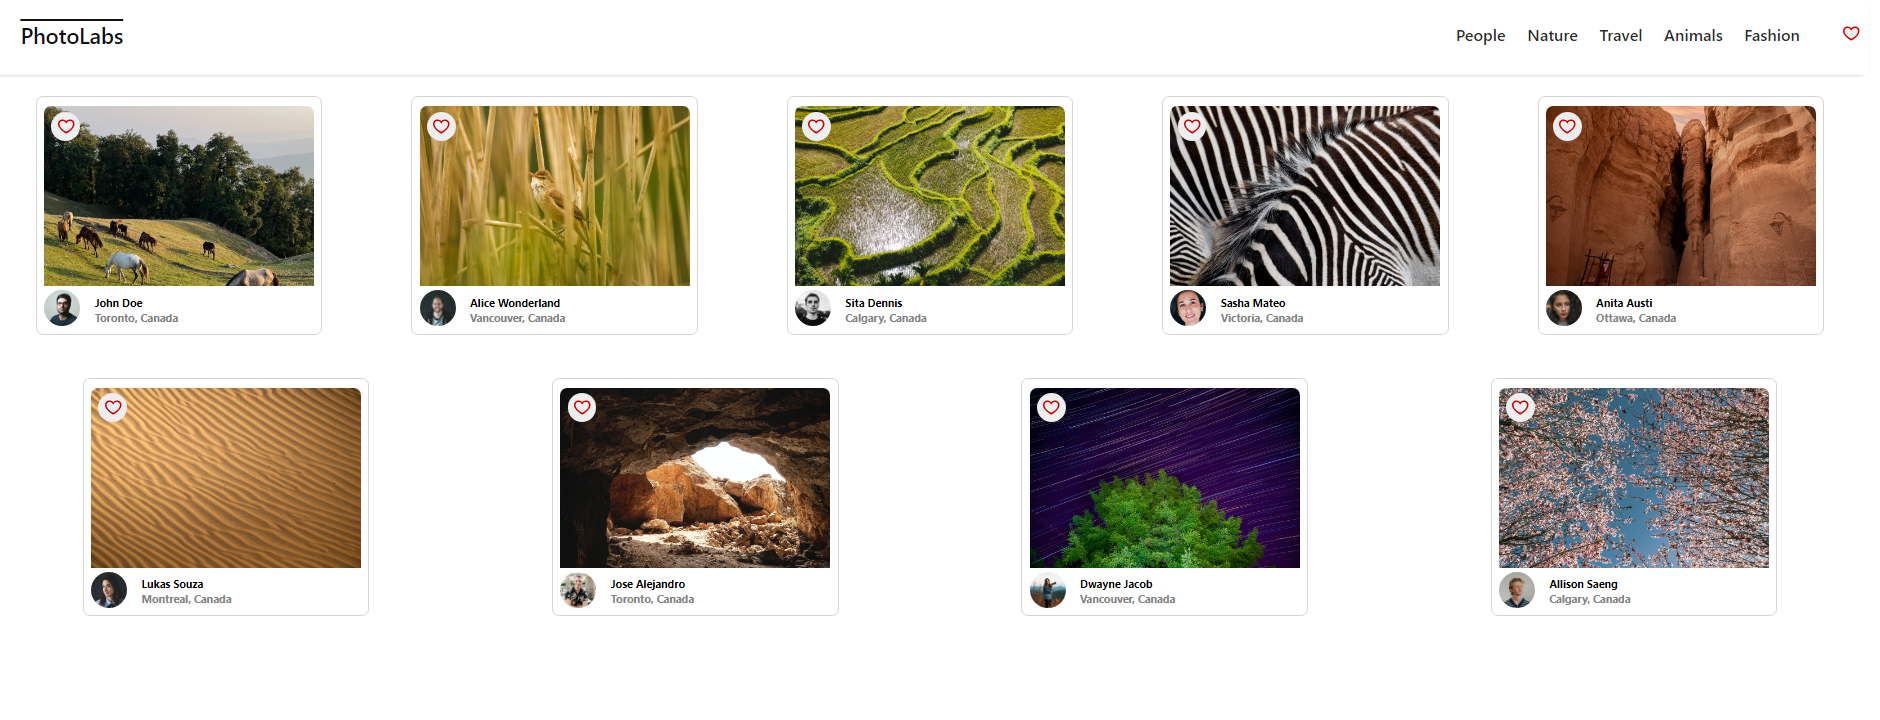 PhotoLabs
People Nature Travel Animals Fashion
John Doe
Toronto, Canada
Alice Wonderland
Vancouver, Canada
Sita Dennis
Calgary, Canada
Sasha Mateo
Victoria, Canada
Anita Austi
Ottawa, Canada
Lukas Souza
Montreal, Canada
Jose Alejandro
Toronto, Canada
Dwayne Jacob
Vancouver, Canada
Allison Saeng
Calgary, Canada